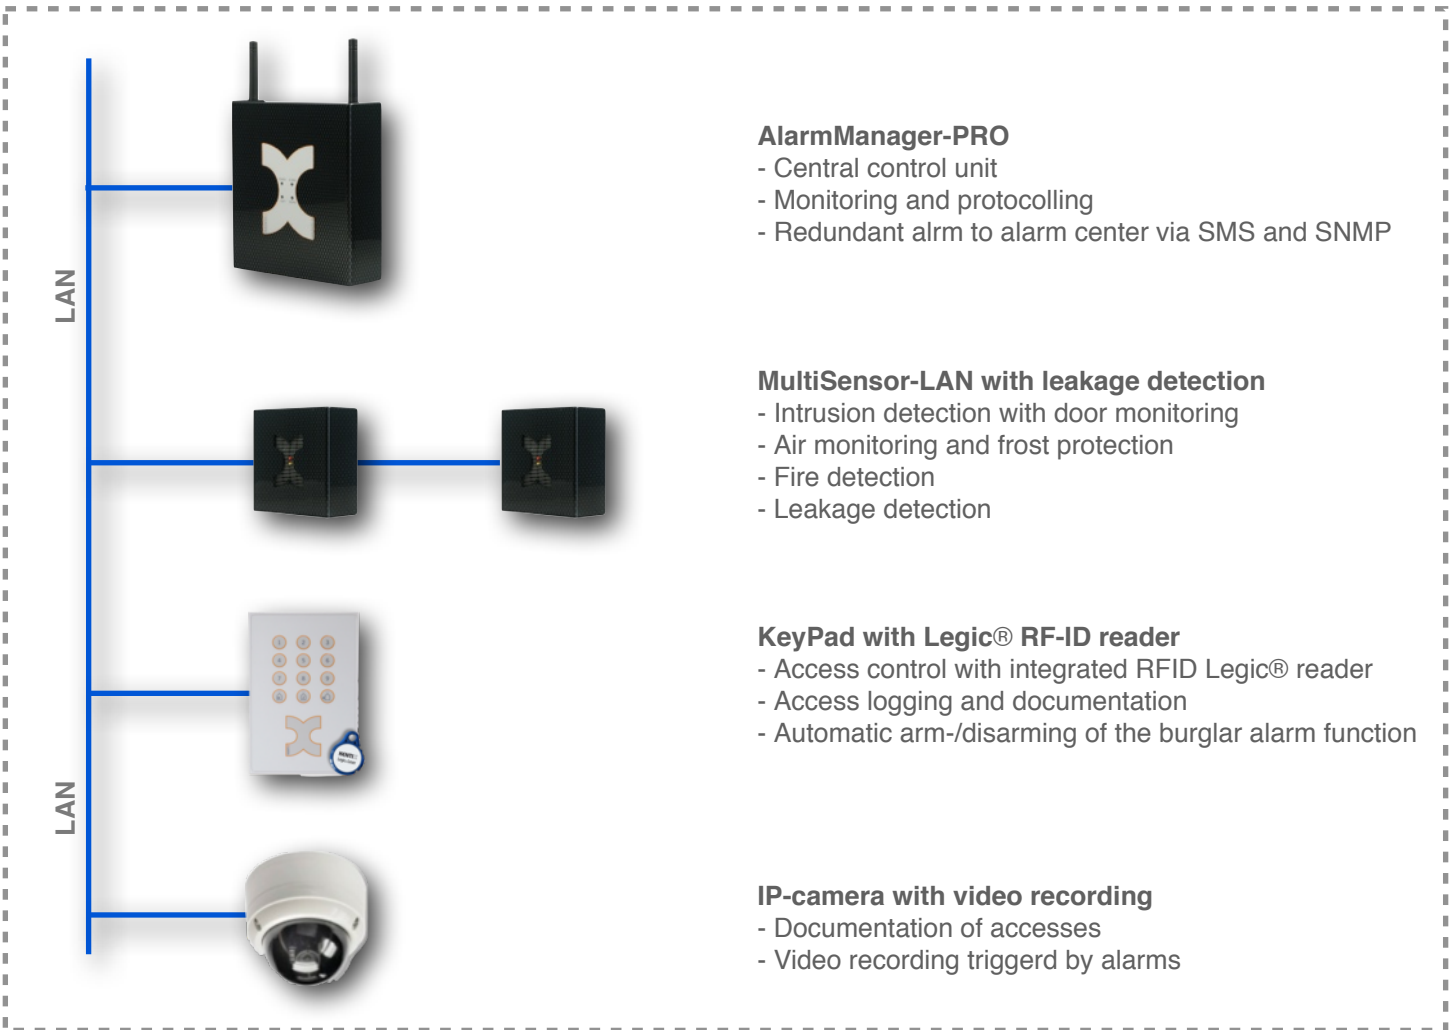 AlarmManager-PRO
- Central control unit
- Monitoring and protocolling
- Redundant alrm to alarm center via SMS and SNMP
LAN
MultiSensor-LAN with leakage detection
- Intrusion detection with door monitoring
- Air monitoring and frost protection
- Fire detection
- Leakage detection
KeyPad with Legic® RF-ID reader
- Access control with integrated RFID Legic® reader
- Access logging and documentation
- Automatic arm-/disarming of the burglar alarm function
LAN
IP-camera with video recording
- Documentation of accesses
- Video recording triggerd by alarms